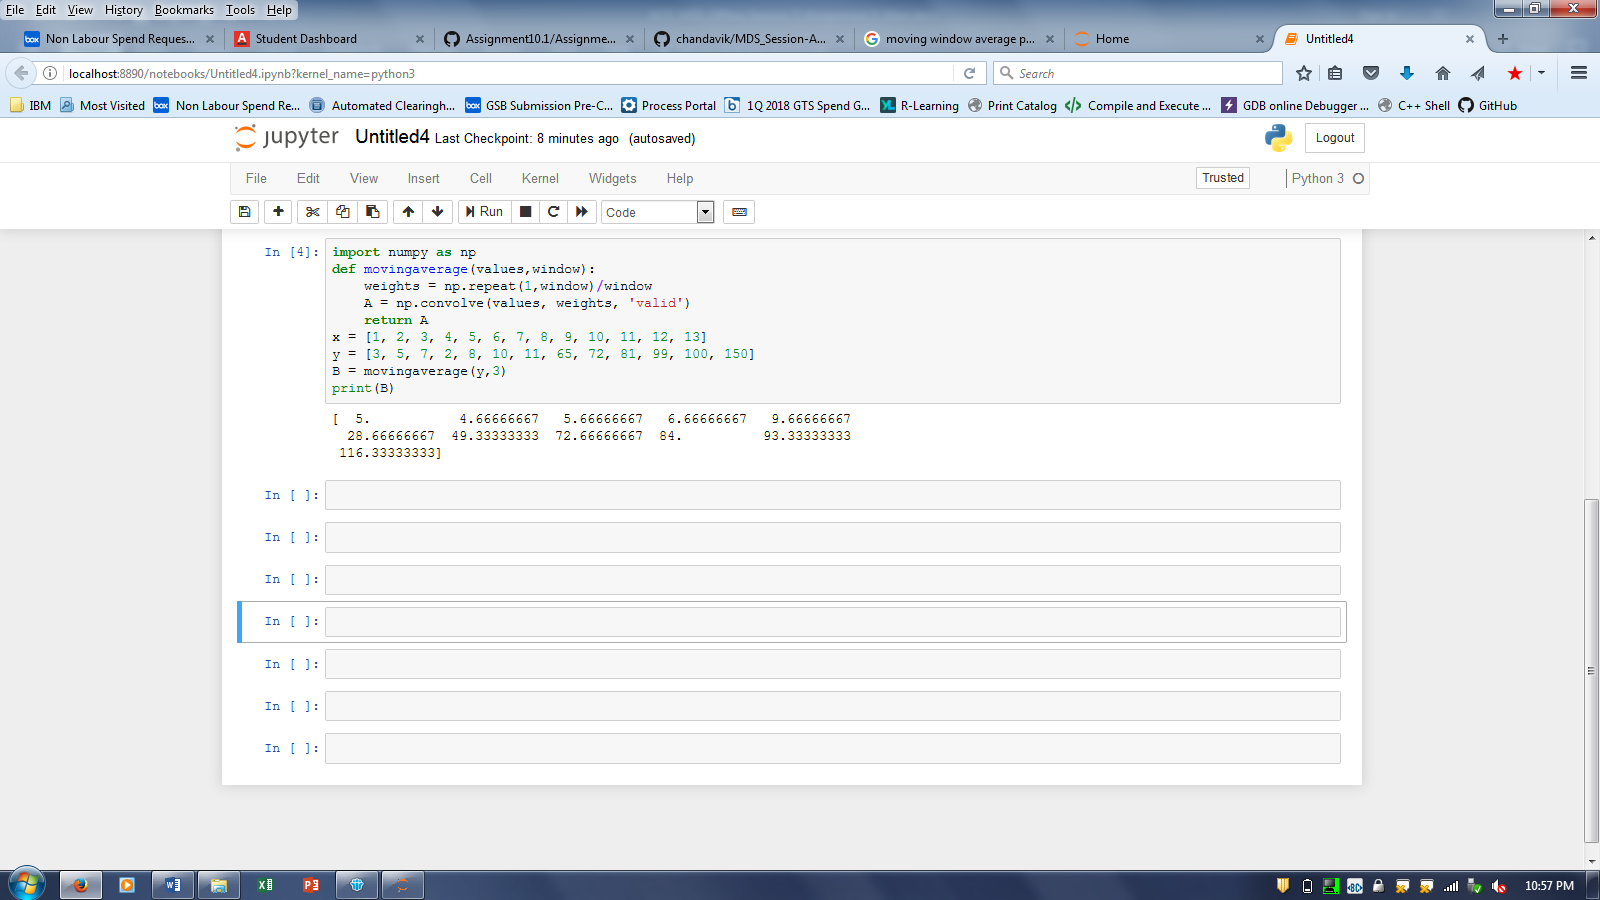 File Edit View History Bookmarks Tools Help
box Non Labour Spend Reques... A Student Dashboard Assignment10.1/Assignme... chandavik/MDS_Session-A... G moving window average p... Home Untitled4
localhost:8890/notebooks/Untitled4.ipynb?kernel_name=python3 Search
IBM Most Visited box Non Labour Spend Re... Automated Clearingh... box GSB Submission Pre-C... Process Portal b 1Q 2018 GTS Spend G... R-Learning Print Catalog Compile and Execute ... GDB online Debugger ... C++ Shell GitHub
jupyter Untitled4 Last Checkpoint: 8 minutes ago (autosaved) Logout
File Edit View Insert Cell Kernel Widgets Help Trusted Python 3
Run Code
In [4]: import numpy as np
def movingaverage(values,window):
    weights = np.repeat(1,window)/window
    A = np.convolve(values, weights, 'valid')
    return A
x = [1, 2, 3, 4, 5, 6, 7, 8, 9, 10, 11, 12, 13]
y = [3, 5, 7, 2, 8, 10, 11, 65, 72, 81, 99, 100, 150]
B = movingaverage(y,3)
print(B)
[  5.           4.66666667   5.66666667   6.66666667   9.66666667
  28.66666667  49.33333333  72.66666667  84.          93.33333333
 116.33333333]
In [ ]:
In [ ]:
In [ ]:
In [ ]:
In [ ]:
In [ ]:
In [ ]:
10:57 PM